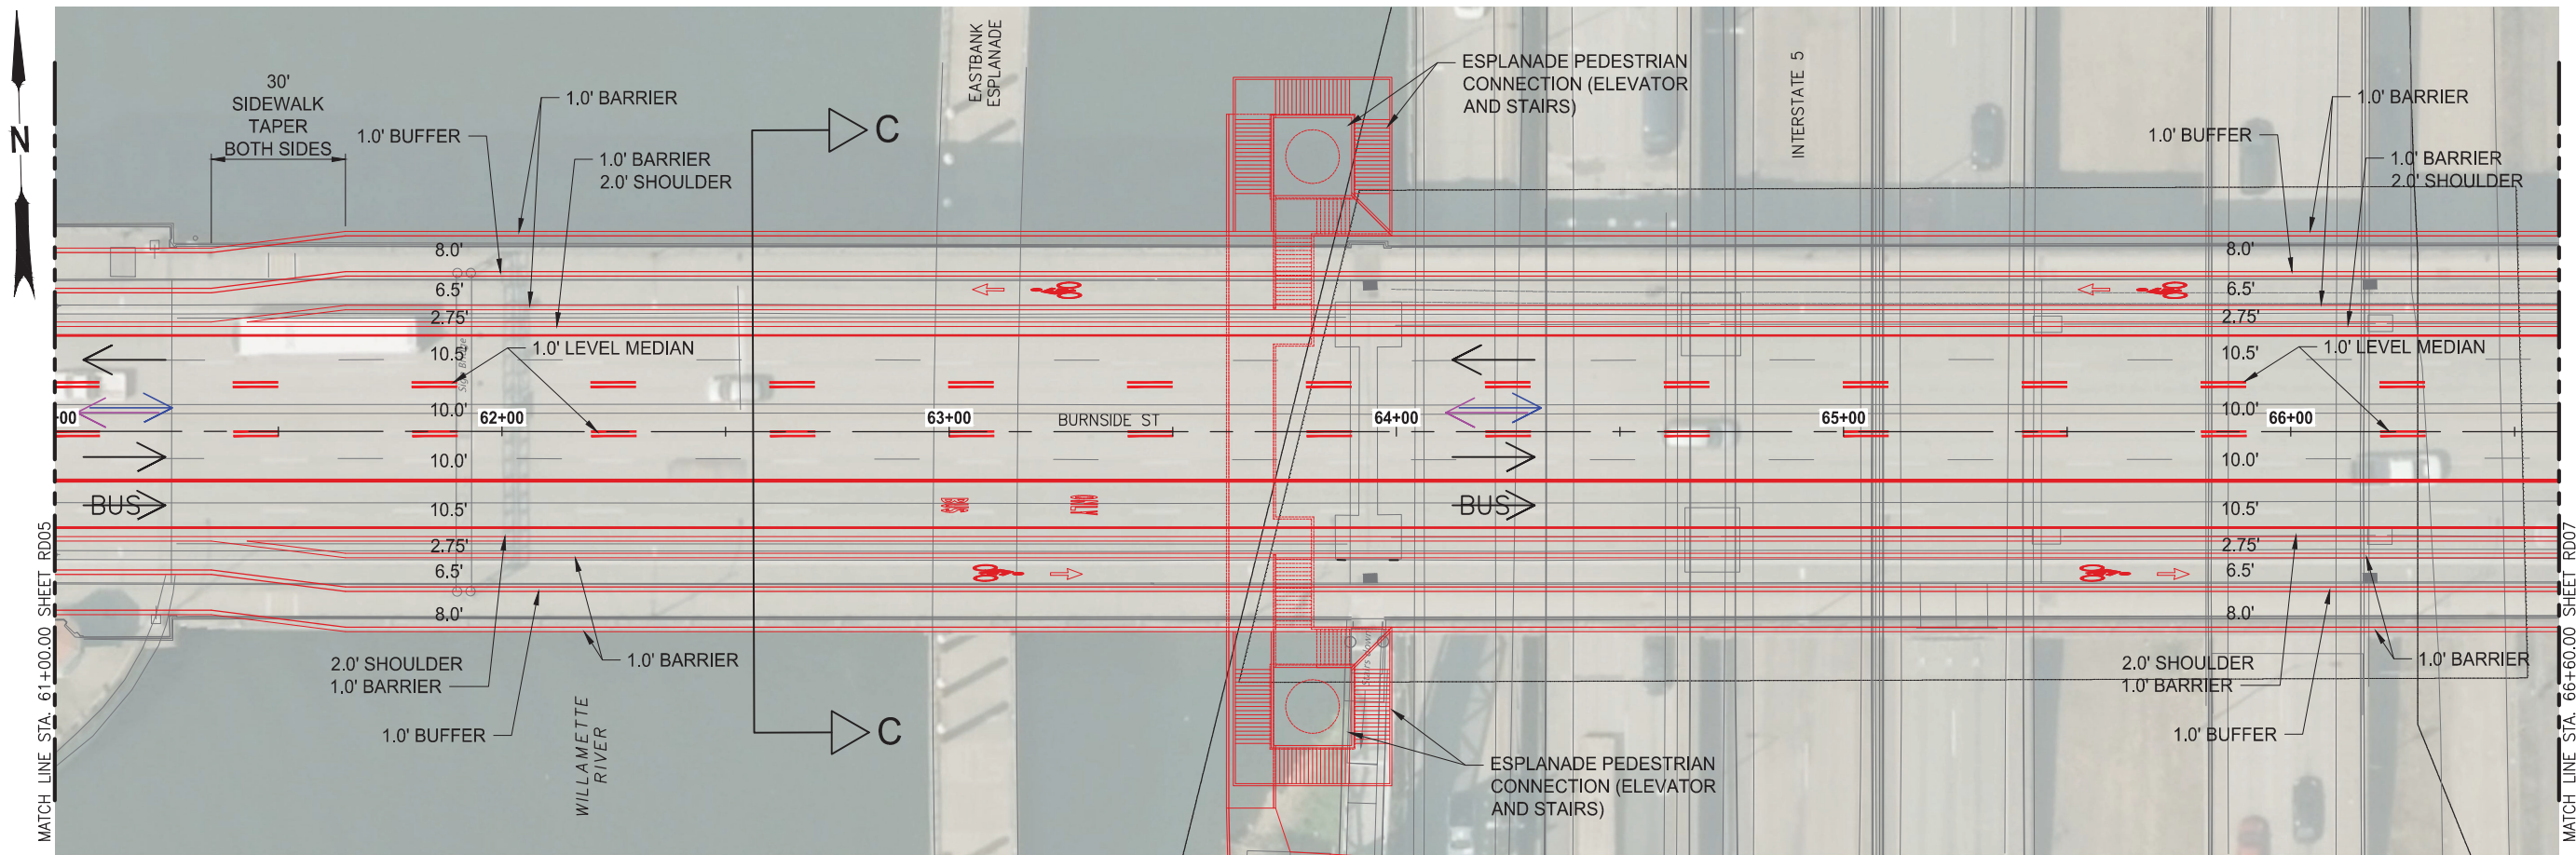 N
MATCH LINE STA. 61+00.00 SHEET RD05
30'
SIDEWALK
TAPER
BOTH SIDES
1.0' BUFFER
1.0' BARRIER
1.0' BARRIER
2.0' SHOULDER
C
EASTBANK
ESPLANADE
ESPLANADE PEDESTRIAN
CONNECTION (ELEVATOR
AND STAIRS)
INTERSTATE 5
1.0' BUFFER
1.0' BARRIER
1.0' BARRIER
2.0' SHOULDER
8.0'
6.5'
2.75'
10.5'
1.0' LEVEL MEDIAN
10.0'
10.0'
10.5'
2.75'
6.5'
8.0'
8.0'
6.5'
2.75'
10.5'
1.0' LEVEL MEDIAN
10.0'
10.0'
10.5'
2.75'
6.5'
8.0'
+00
62+00
63+00
BURNSIDE ST
64+00
65+00
66+00
BUS
BUS
ONLY
BUS
2.0' SHOULDER
1.0' BARRIER
1.0' BARRIER
1.0' BUFFER
WILLAMETTE
RIVER
C
Stairs Down
ESPLANADE PEDESTRIAN
CONNECTION (ELEVATOR
AND STAIRS)
2.0' SHOULDER
1.0' BARRIER
1.0' BARRIER
1.0' BUFFER
MATCH LINE STA. 66+60.00 SHEET RD07